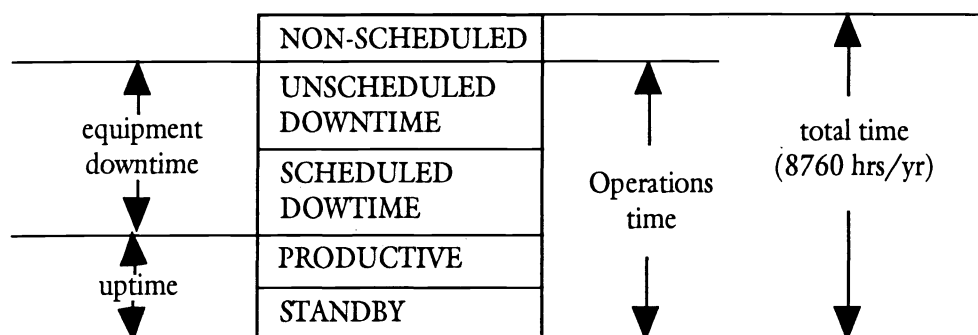 NON-SCHEDULED
UNSCHEDULED
DOWNTIME
SCHEDULED
DOWTIME
PRODUCTIVE
STANDBY
equipment
downtime
uptime
Operations
time
total time
(8760 hrs/yr)